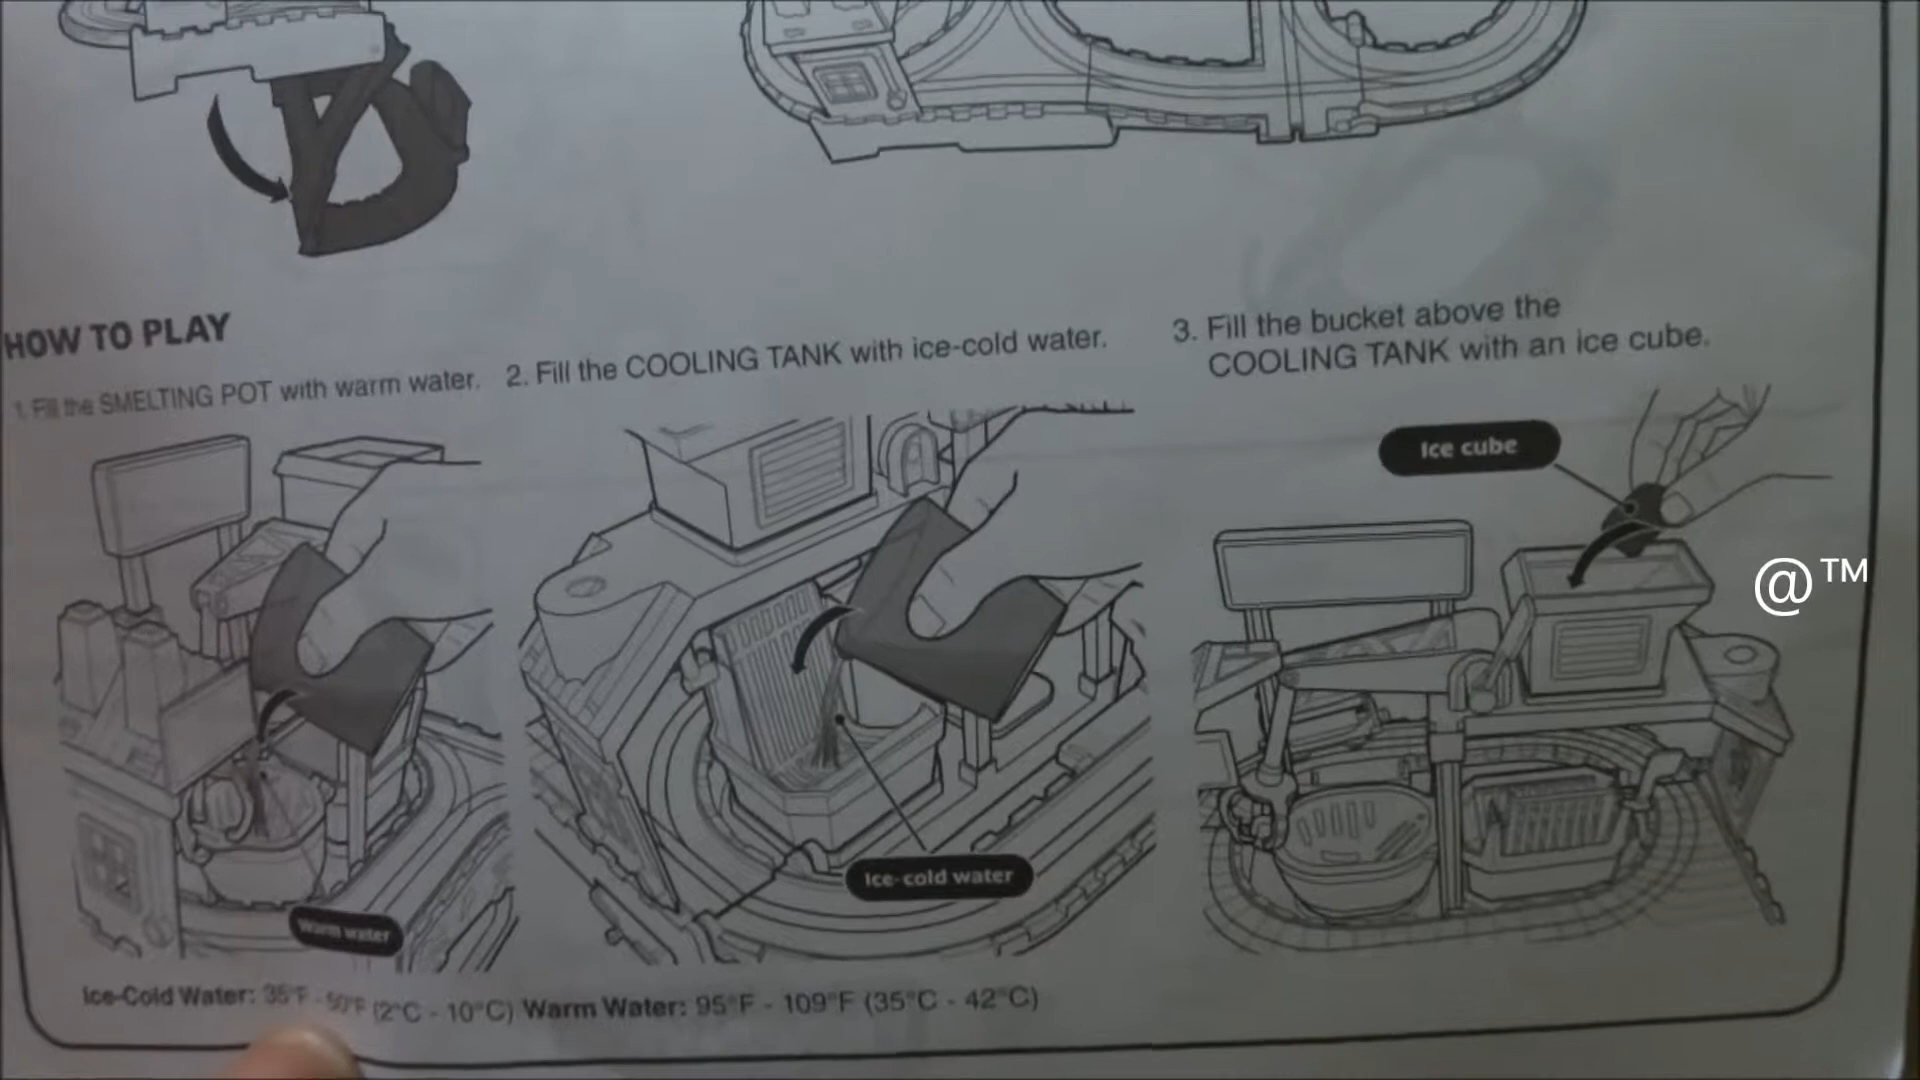 HOW TO PLAY
1. Fill the SMELTING POT with warm water.
2. Fill the COOLING TANK with ice-cold water.
3. Fill the bucket above the
COOLING TANK with an ice cube.
Ice cube
@™
Ice-cold water
Warm water
Ice-Cold Water: 35°F - 50°F (2°C - 10°C) Warm Water: 95°F - 109°F (35°C - 42°C)